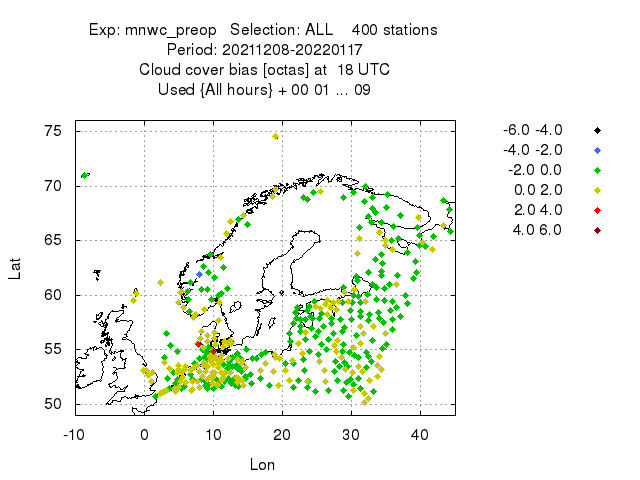 Exp: mnwc_preop Selection: ALL 400 stations
Period: 20211208-20220117
Cloud cover bias [octas] at 18 UTC
Used {All hours} + 00 01 ... 09
-6.0 -4.0
-4.0 -2.0
-2.0 0.0
0.0 2.0
2.0 4.0
4.0 6.0
75
70
65
60
55
50
Lat
-10 0 10 20 30 40
Lon